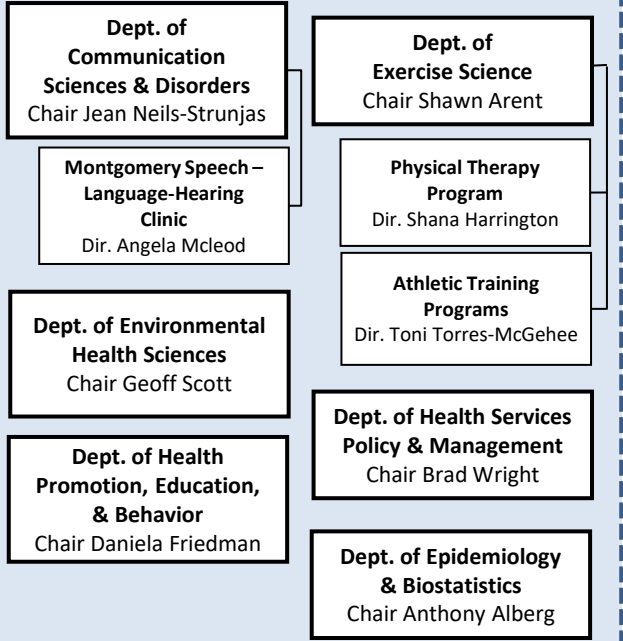 Dept. of
Communication
Sciences & Disorders
Chair Jean Neils-Strunjas
Montgomery Speech –
Language-Hearing
Clinic
Dir. Angela Mcleod
Dept. of Environmental
Health Sciences
Chair Geoff Scott
Dept. of Health
Promotion, Education,
& Behavior
Chair Daniela Friedman
Dept. of
Exercise Science
Chair Shawn Arent
Physical Therapy
Program
Dir. Shana Harrington
Athletic Training
Programs
Dir. Toni Torres-McGehee
Dept. of Health Services
Policy & Management
Chair Brad Wright
Dept. of Epidemiology
& Biostatistics
Chair Anthony Alberg